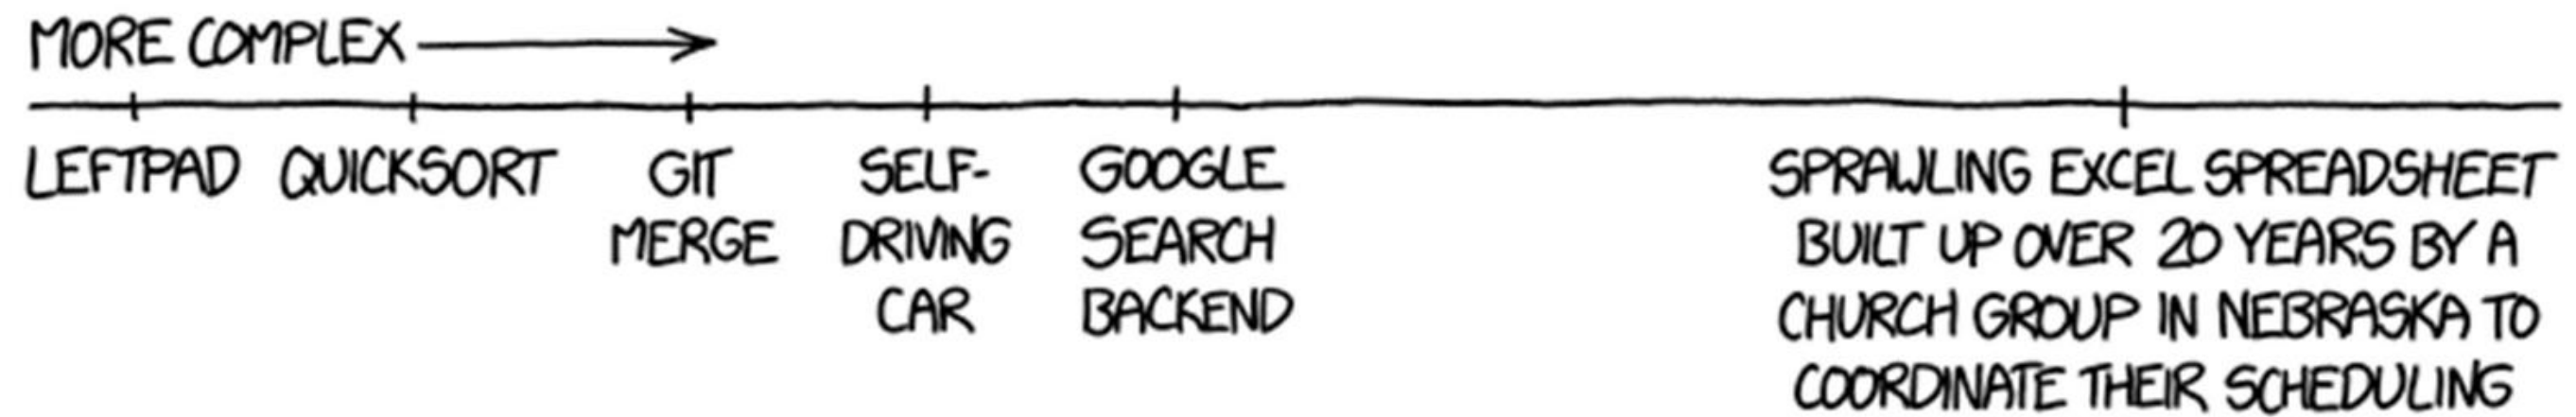 MORE COMPLEX
LEFTPAD
QUICKSORT
GIT
MERGE
SELF-
DRIVING
CAR
GOOGLE
SEARCH
BACKEND
SPRAWLING EXCEL SPREADSHEET
BUILT UP OVER 20 YEARS BY A
CHURCH GROUP IN NEBRASKA TO
COORDINATE THEIR SCHEDULING